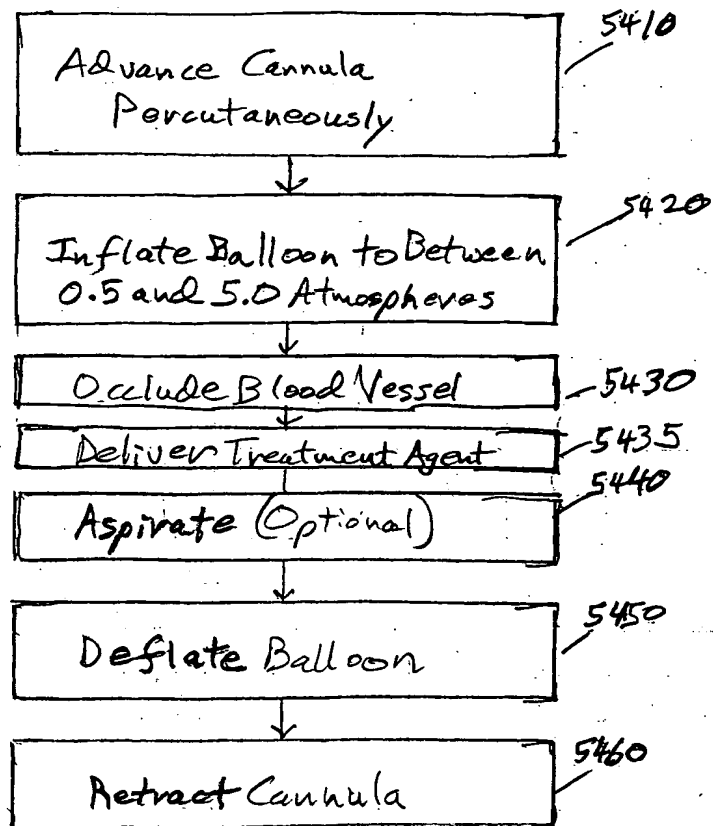 5410
Advance Cannula
Percutaneously
5420
Inflate Balloon to Between
0.5 and 5.0 Atmospheres
Occlude Blood Vessel
5430
Deliver Treatment Agent
5435
5440
Aspirate (Optional)
5450
Deflate Balloon
5460
Retract Cannula